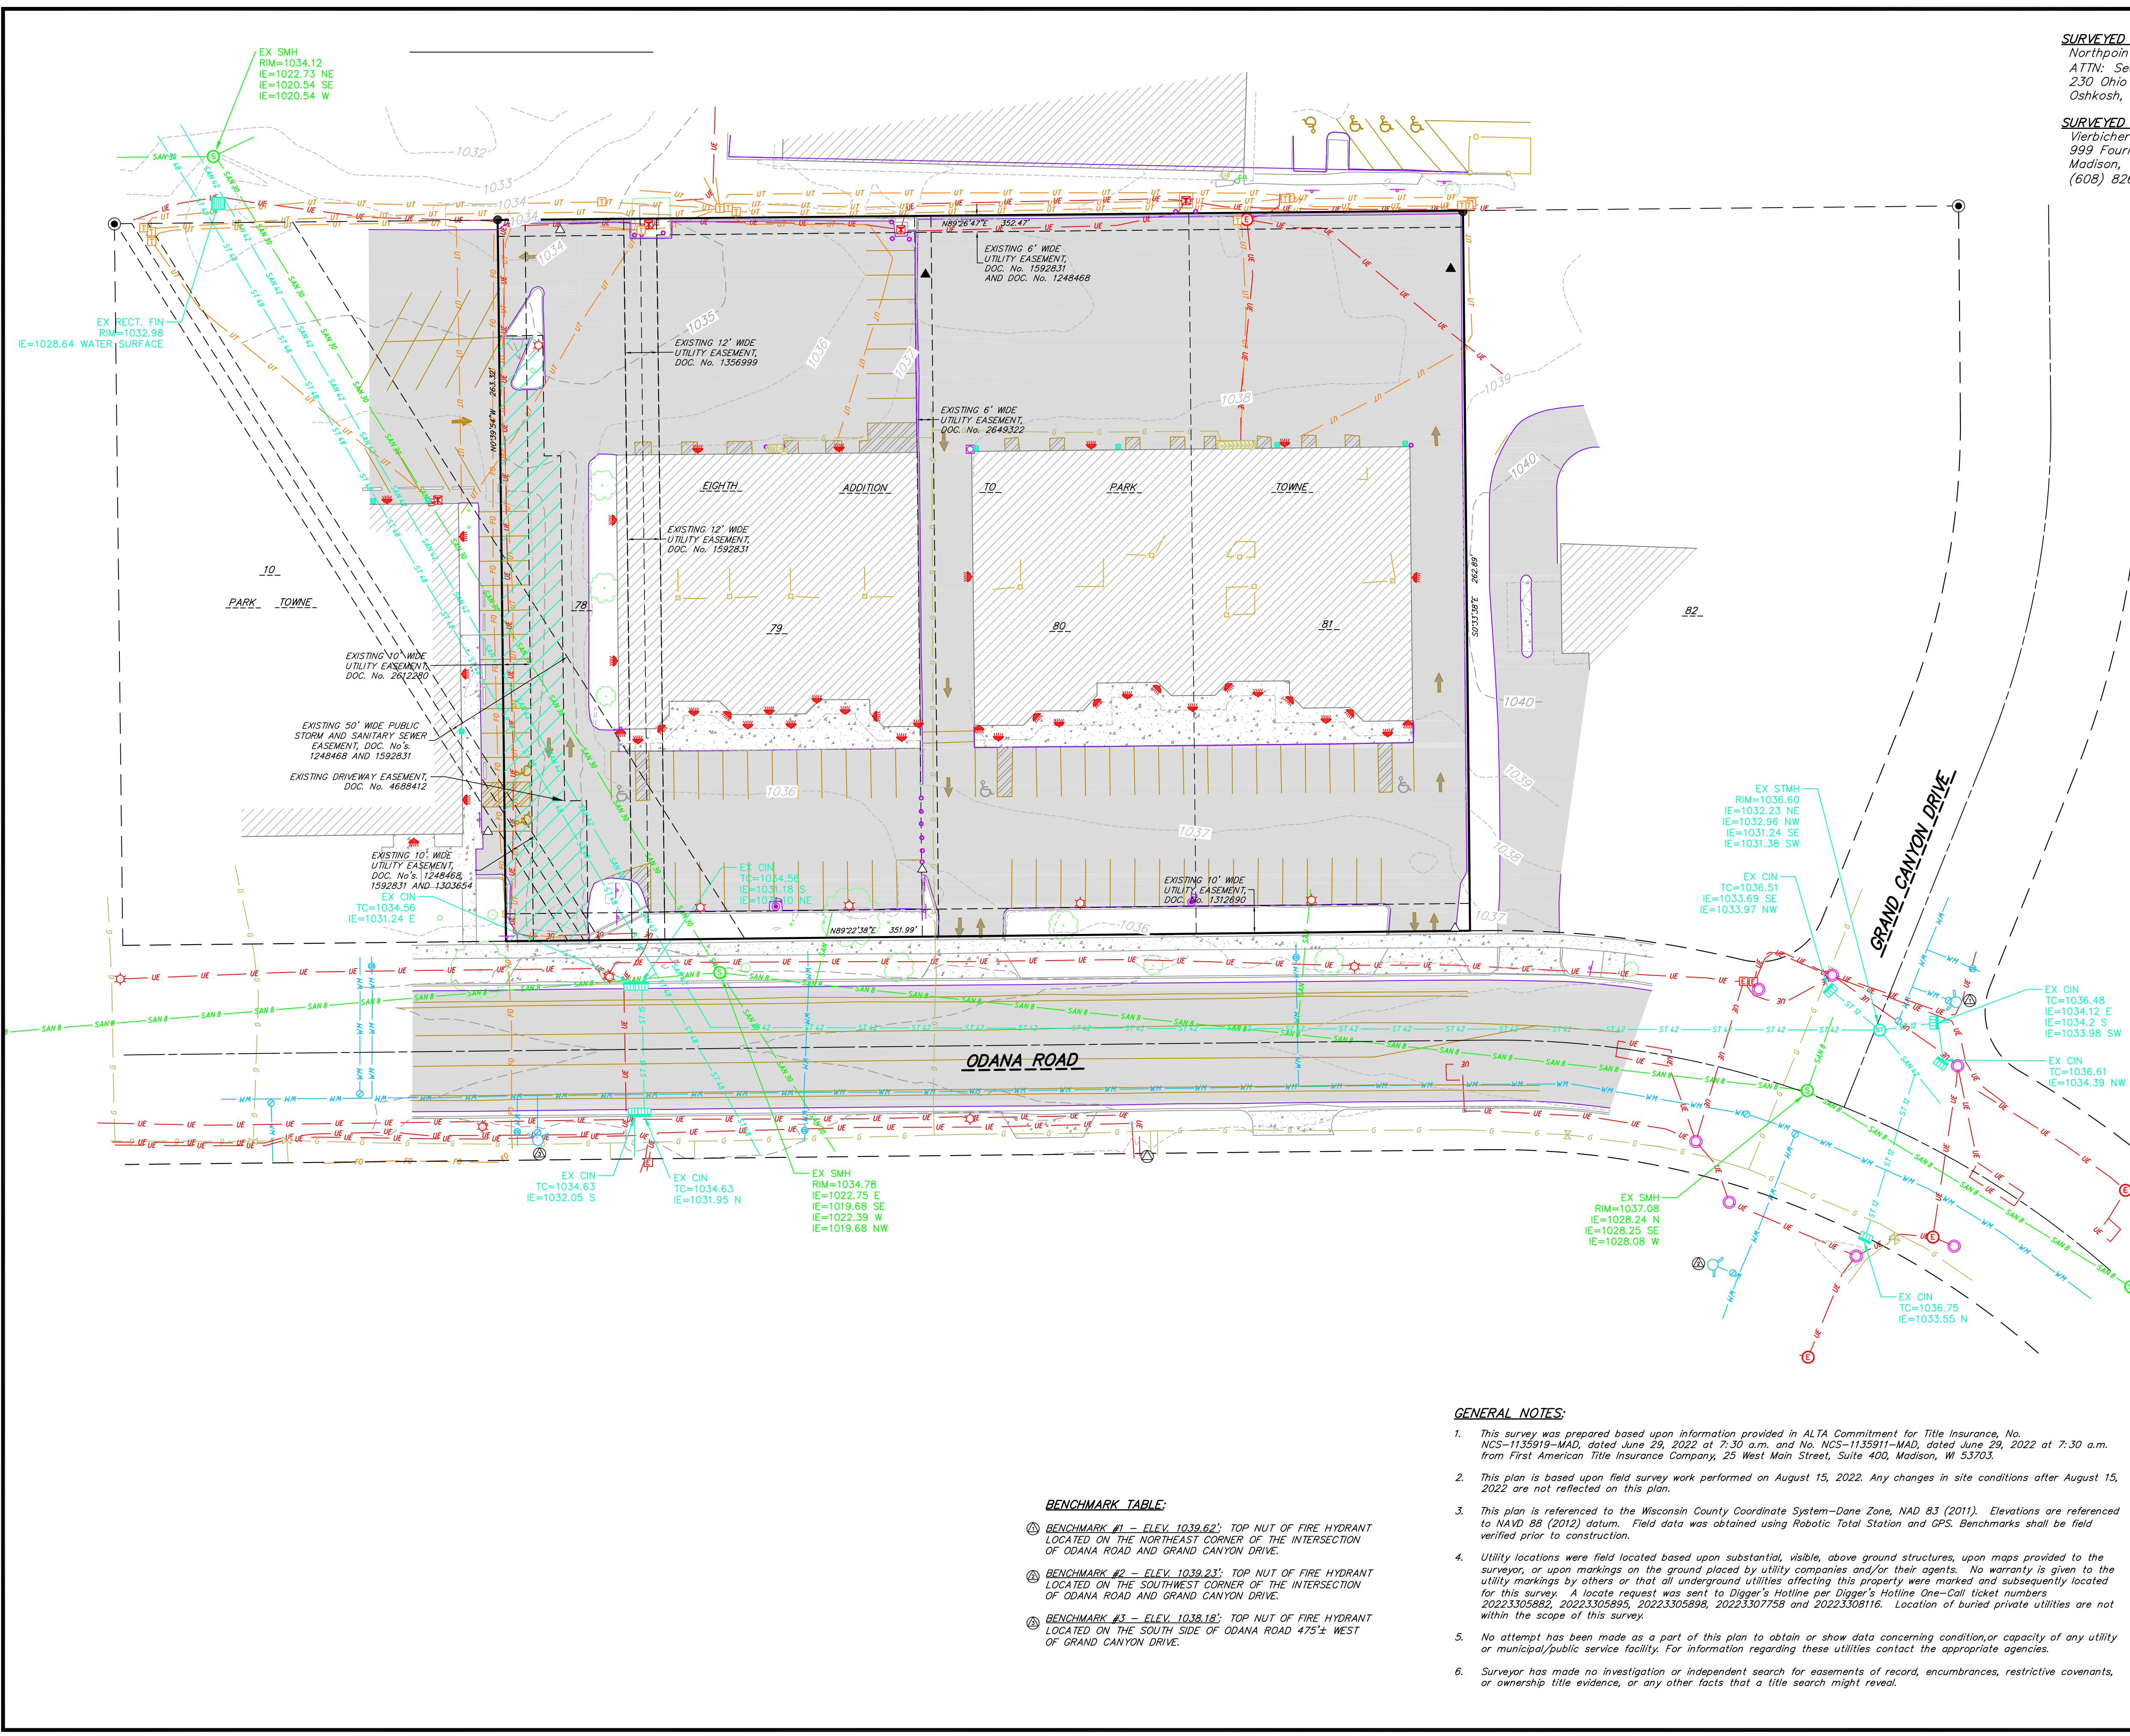 EX SMH
RIM=1034.12
IE=1022.73 NE
IE=1020.54 SE
IE=1020.54 W
SURVEYED
Northpoin
ATTN: Se
230 Ohio
Oshkosh,
SURVEYED
Vierbicher
999 Fourr
Madison,
(608) 826
1032
1033
1034
1034
N89°26'47"E 352.47'
EXISTING 6' WIDE
UTILITY EASEMENT,
DOC. No. 1592831
AND DOC. No. 1248468
EX RECT. FIN
RIM=1032.98
IE=1028.64 WATER SURFACE
1035
1036
1037
1038
1039
EXISTING 12' WIDE
UTILITY EASEMENT,
DOC. No. 1356999
N0°39'54"W 263.32'
EXISTING 6' WIDE
UTILITY EASEMENT,
DOC. No. 2649322
1040
EIGHTH ADDITION TO PARK TOWNE
EXISTING 12' WIDE
UTILITY EASEMENT,
DOC. No. 1592831
10
PARK TOWNE
78
79
80
81
82
S0°33'38"E 262.89'
EXISTING 10' WIDE
UTILITY EASEMENT,
DOC. No. 2612280
1040
EXISTING 50' WIDE PUBLIC
STORM AND SANITARY SEWER
EASEMENT, DOC. No's.
1248468 AND 1592831
EXISTING DRIVEWAY EASEMENT,
DOC. No. 4688412
1036
1037
1039
1038
1037
1036
EXISTING 10' WIDE
UTILITY EASEMENT,
DOC. No's. 1248468,
1592831 AND 1303654
EX CIN
TC=1034.56
IE=1031.24 E
EX CIN
TC=1034.56
IE=1031.18 S
NE
EXISTING 10' WIDE
UTILITY EASEMENT,
DOC. No. 1312690
N89°22'38"E 351.99'
GRAND CANYON DRIVE
EX STMH
RIM=1036.60
IE=1032.23 NE
IE=1032.96 NW
IE=1031.24 SE
IE=1031.38 SW
EX CIN
TC=1036.51
IE=1033.69 SE
IE=1033.97 NW
EX CIN
TC=1036.48
IE=1034.12 E
IE=1034.2 S
IE=1033.98 SW
EX CIN
TC=1036.61
IE=1034.39 NW
ODANA ROAD
EX CIN
TC=1034.63
IE=1032.05 S
EX CIN
TC=1034.63
IE=1031.95 N
EX SMH
RIM=1034.78
IE=1022.75 E
IE=1019.68 SE
IE=1022.39 W
IE=1019.68 NW
EX SMH
RIM=1037.08
IE=1028.24 N
IE=1028.25 SE
IE=1028.08 W
EX CIN
TC=1036.75
IE=1033.55 N
BENCHMARK TABLE:
BENCHMARK #1 – ELEV. 1039.62': TOP NUT OF FIRE HYDRANT
LOCATED ON THE NORTHEAST CORNER OF THE INTERSECTION
OF ODANA ROAD AND GRAND CANYON DRIVE.
BENCHMARK #2 – ELEV. 1039.23': TOP NUT OF FIRE HYDRANT
LOCATED ON THE SOUTHWEST CORNER OF THE INTERSECTION
OF ODANA ROAD AND GRAND CANYON DRIVE.
BENCHMARK #3 – ELEV. 1038.18': TOP NUT OF FIRE HYDRANT
LOCATED ON THE SOUTH SIDE OF ODANA ROAD 475'± WEST
OF GRAND CANYON DRIVE.
GENERAL NOTES:
1. This survey was prepared based upon information provided in ALTA Commitment for Title Insurance, No.
NCS–1135919–MAD, dated June 29, 2022 at 7:30 a.m. and No. NCS–1135911–MAD, dated June 29, 2022 at 7:30 a.m.
from First American Title Insurance Company, 25 West Main Street, Suite 400, Madison, WI 53703.
2. This plan is based upon field survey work performed on August 15, 2022. Any changes in site conditions after August 15,
2022 are not reflected on this plan.
3. This plan is referenced to the Wisconsin County Coordinate System–Dane Zone, NAD 83 (2011). Elevations are referenced
to NAVD 88 (2012) datum. Field data was obtained using Robotic Total Station and GPS. Benchmarks shall be field
verified prior to construction.
4. Utility locations were field located based upon substantial, visible, above ground structures, upon maps provided to the
surveyor, or upon markings on the ground placed by utility companies and/or their agents. No warranty is given to the
utility markings by others or that all underground utilities affecting this property were marked and subsequently located
for this survey. A locate request was sent to Digger's Hotline per Digger's Hotline One–Call ticket numbers
20223305882, 20223305895, 20223305898, 20223307758 and 20223308116. Location of buried private utilities are not
within the scope of this survey.
5. No attempt has been made as a part of this plan to obtain or show data concerning condition,or capacity of any utility
or municipal/public service facility. For information regarding these utilities contact the appropriate agencies.
6. Surveyor has made no investigation or independent search for easements of record, encumbrances, restrictive covenants,
or ownership title evidence, or any other facts that a title search might reveal.